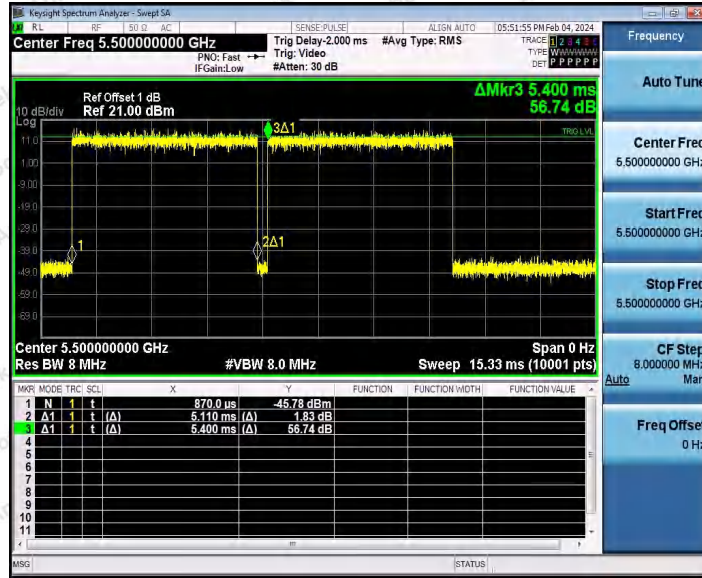 Keysight Spectrum Analyzer - Swept SA
RL RF 50 Ω AC SENSE:PULSE ALIGN AUTO 05:51:55 PM Feb 04, 2024
Center Freq 5.500000000 GHz
PNO: Fast
IFGain:Low
Trig Delay-2.000 ms
Trig: Video
#Atten: 30 dB
#Avg Type: RMS
TRACE 1 2 3 4 5 6
TYPE WWWWWW
DET P P P P P P
Frequency
Auto Tune
Center Freq
5.500000000 GHz
Start Freq
5.500000000 GHz
Stop Freq
5.500000000 GHz
CF Step
8.000000 MHz
Auto Man
Freq Offset
0 Hz
ΔMkr3 5.400 ms
56.74 dB
Ref Offset 1 dB
10 dB/div Ref 21.00 dBm
Log
TRIG LVL
11.0
1.00
-9.00
-19.0
-29.0
-39.0
-49.0
-59.0
-69.0
3Δ1
1
2Δ1
Center 5.500000000 GHz Span 0 Hz
Res BW 8 MHz #VBW 8.0 MHz Sweep 15.33 ms (10001 pts)
MKR MODE TRC SCL X Y FUNCTION FUNCTION WIDTH FUNCTION VALUE
1 N 1 t 870.0 µs -45.78 dBm
2 Δ1 1 t (Δ) 5.110 ms (Δ) 1.83 dB
3 Δ1 1 t (Δ) 5.400 ms (Δ) 56.74 dB
4
5
6
7
8
9
10
11
MSG STATUS